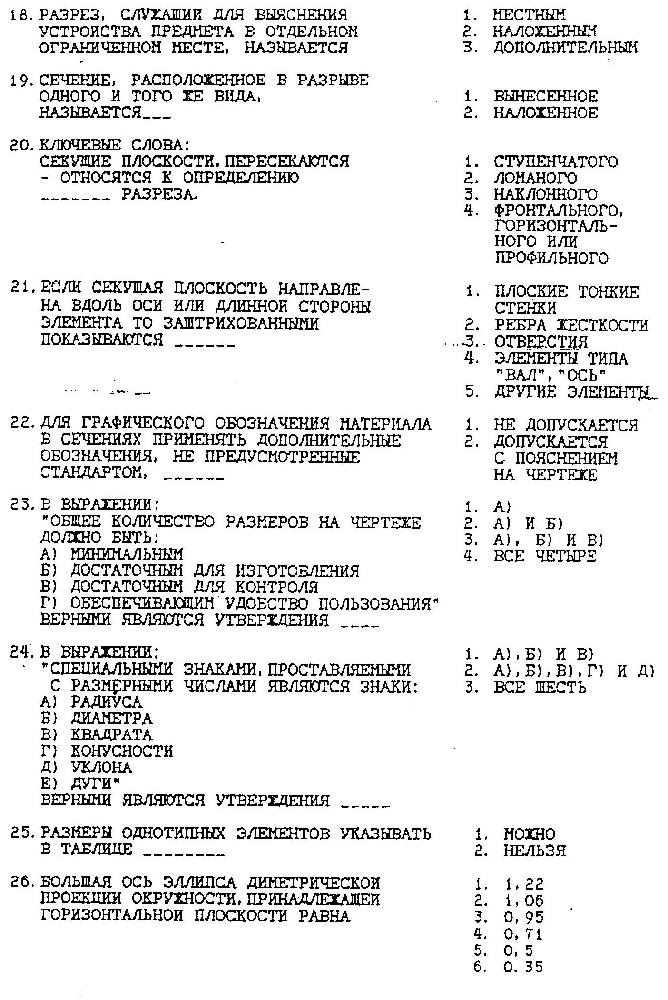 18. РАЗРЕЗ, СЛУЖАЩИЙ ДЛЯ ВЫЯСНЕНИЯ
УСТРОЙСТВА ПРЕДМЕТА В ОТДЕЛЬНОМ
ОГРАНИЧЕННОМ МЕСТЕ, НАЗЫВАЕТСЯ
1. МЕСТНЫМ
2. НАЛОЖЕННЫМ
3. ДОПОЛНИТЕЛЬНЫМ
19. СЕЧЕНИЕ, РАСПОЛОЖЕННОЕ В РАЗРЫВЕ
ОДНОГО И ТОГО ЖЕ ВИДА,
НАЗЫВАЕТСЯ___
1. ВЫНЕСЕННОЕ
2. НАЛОЖЕННОЕ
20. КЛЮЧЕВЫЕ СЛОВА:
СЕКУЩИЕ ПЛОСКОСТИ, ПЕРЕСЕКАЮТСЯ
- ОТНОСЯТСЯ К ОПРЕДЕЛЕНИЮ
_______ РАЗРЕЗА.
1. СТУПЕНЧАТОГО
2. ЛОМАНОГО
3. НАКЛОННОГО
4. ФРОНТАЛЬНОГО,
ГОРИЗОНТАЛЬ-
НОГО ИЛИ
ПРОФИЛЬНОГО
21. ЕСЛИ СЕКУЩАЯ ПЛОСКОСТЬ НАПРАВЛЕ-
НА ВДОЛЬ ОСИ ИЛИ ДЛИННОЙ СТОРОНЫ
ЭЛЕМЕНТА ТО ЗАШТРИХОВАННЫМИ
ПОКАЗЫВАЮТСЯ ______
1. ПЛОСКИЕ ТОНКИЕ
СТЕНКИ
2. РЕБРА ЖЕСТКОСТИ
3. ОТВЕРСТИЯ
4. ЭЛЕМЕНТЫ ТИПА
"ВАЛ", "ОСЬ"
5. ДРУГИЕ ЭЛЕМЕНТЫ
22. ДЛЯ ГРАФИЧЕСКОГО ОБОЗНАЧЕНИЯ МАТЕРИАЛА
В СЕЧЕНИЯХ ПРИМЕНЯТЬ ДОПОЛНИТЕЛЬНЫЕ
ОБОЗНАЧЕНИЯ, НЕ ПРЕДУСМОТРЕННЫЕ
СТАНДАРТОМ, ______
1. НЕ ДОПУСКАЕТСЯ
2. ДОПУСКАЕТСЯ
С ПОЯСНЕНИЕМ
НА ЧЕРТЕЖЕ
23. В ВЫРАЖЕНИИ:
"ОБЩЕЕ КОЛИЧЕСТВО РАЗМЕРОВ НА ЧЕРТЕЖЕ
ДОЛЖНО БЫТЬ:
А) МИНИМАЛЬНЫМ
Б) ДОСТАТОЧНЫМ ДЛЯ ИЗГОТОВЛЕНИЯ
В) ДОСТАТОЧНЫМ ДЛЯ КОНТРОЛЯ
Г) ОБЕСПЕЧИВАЮЩИМ УДОБСТВО ПОЛЬЗОВАНИЯ"
ВЕРНЫМИ ЯВЛЯЮТСЯ УТВЕРЖДЕНИЯ ____
1. А)
2. А) И Б)
3. А), Б) И В)
4. ВСЕ ЧЕТЫРЕ
24. В ВЫРАЖЕНИИ:
"СПЕЦИАЛЬНЫМИ ЗНАКАМИ, ПРОСТАВЛЯЕМЫМИ
С РАЗМЕРНЫМИ ЧИСЛАМИ ЯВЛЯЮТСЯ ЗНАКИ:
А) РАДИУСА
Б) ДИАМЕТРА
В) КВАДРАТА
Г) КОНУСНОСТИ
Д) УКЛОНА
Е) ДУГИ"
ВЕРНЫМИ ЯВЛЯЮТСЯ УТВЕРЖДЕНИЯ _____
1. А), Б) И В)
2. А), Б), В), Г) И Д)
3. ВСЕ ШЕСТЬ
25. РАЗМЕРЫ ОДНОТИПНЫХ ЭЛЕМЕНТОВ УКАЗЫВАТЬ
В ТАБЛИЦЕ ________
1. МОЖНО
2. НЕЛЬЗЯ
26. БОЛЬШАЯ ОСЬ ЭЛЛИПСА ДИМЕТРИЧЕСКОЙ
ПРОЕКЦИИ ОКРУЖНОСТИ, ПРИНАДЛЕЖАЩЕЙ
ГОРИЗОНТАЛЬНОЙ ПЛОСКОСТИ РАВНА
1. 1,22
2. 1,06
3. 0,95
4. 0,71
5. 0,5
6. 0.35